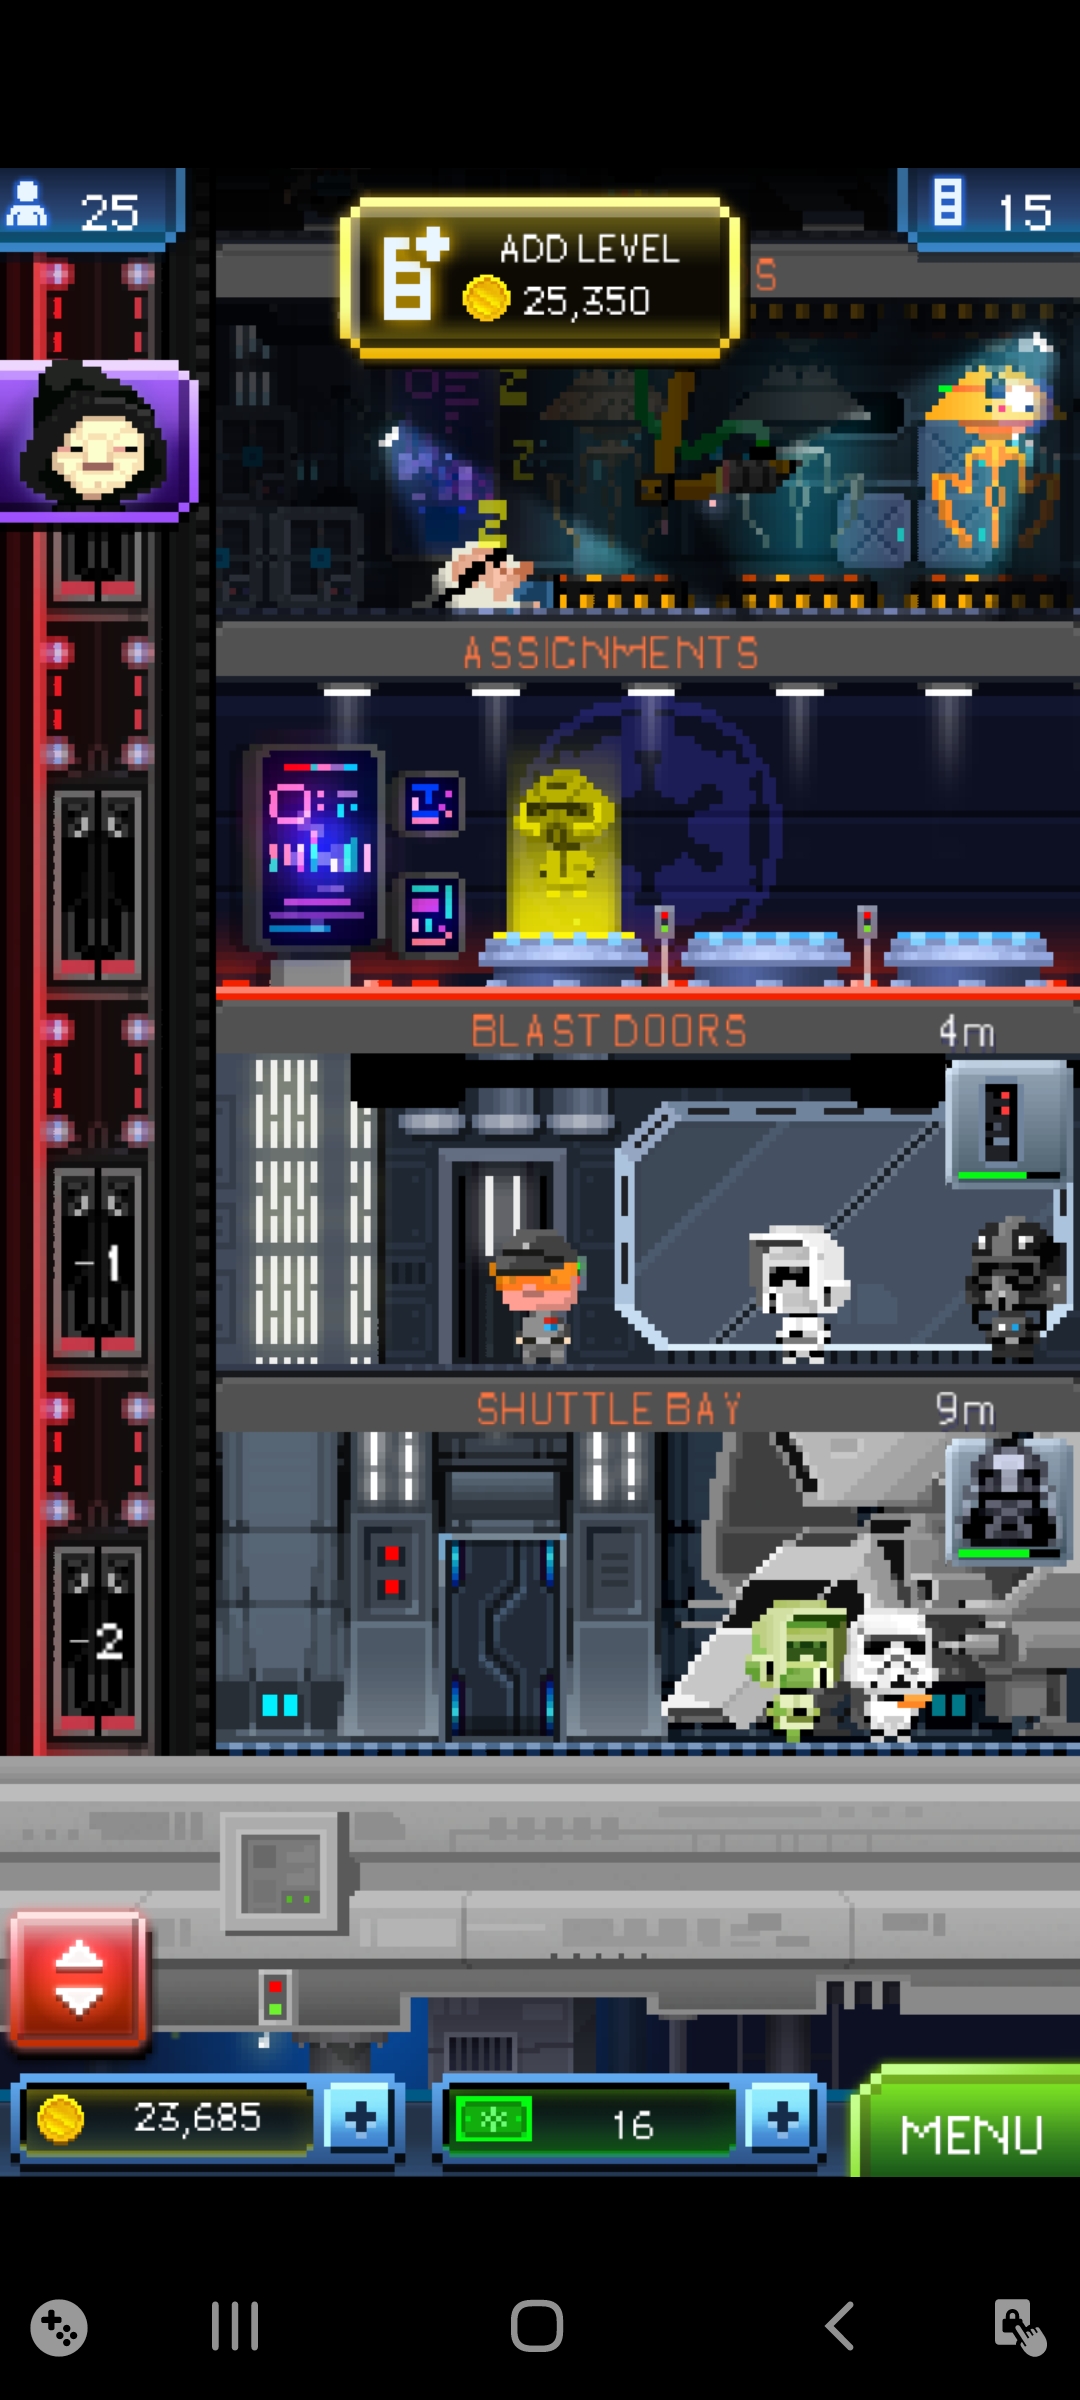 25
ADD LEVEL
25,350
15
S
Z
Z
Z
ASSIGNMENTS
BLAST DOORS 4m
-1
SHUTTLE BAY 9m
-2
23,685
16
MENU